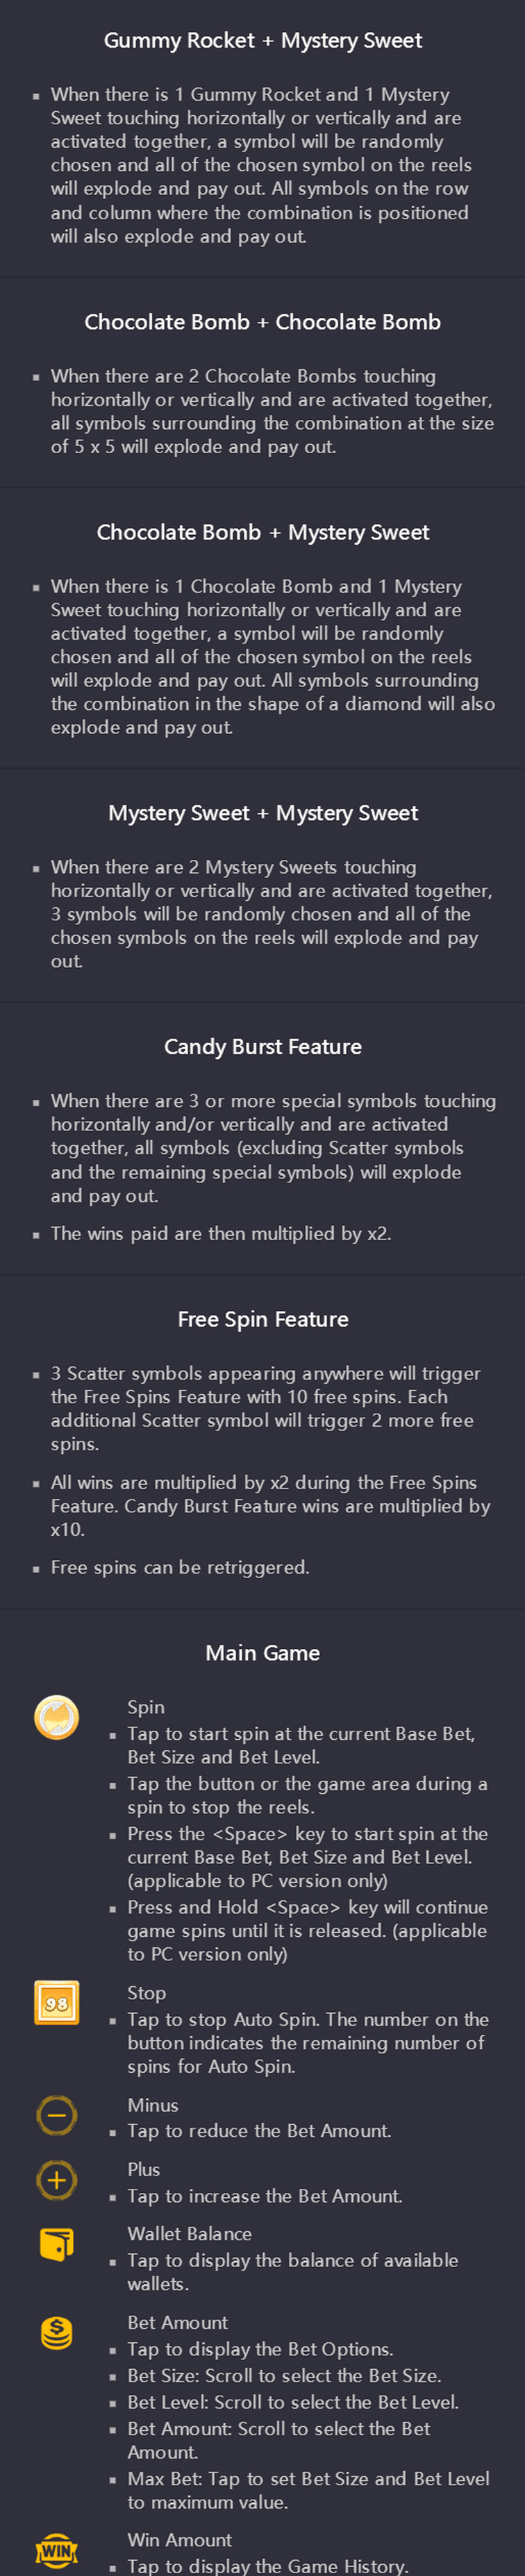 Gummy Rocket + Mystery Sweet
▪ When there is 1 Gummy Rocket and 1 Mystery
Sweet touching horizontally or vertically and are
activated together, a symbol will be randomly
chosen and all of the chosen symbol on the reels
will explode and pay out. All symbols on the row
and column where the combination is positioned
will also explode and pay out.
Chocolate Bomb + Chocolate Bomb
▪ When there are 2 Chocolate Bombs touching
horizontally or vertically and are activated together,
all symbols surrounding the combination at the size
of 5 x 5 will explode and pay out.
Chocolate Bomb + Mystery Sweet
▪ When there is 1 Chocolate Bomb and 1 Mystery
Sweet touching horizontally or vertically and are
activated together, a symbol will be randomly
chosen and all of the chosen symbol on the reels
will explode and pay out. All symbols surrounding
the combination in the shape of a diamond will also
explode and pay out.
Mystery Sweet + Mystery Sweet
▪ When there are 2 Mystery Sweets touching
horizontally or vertically and are activated together,
3 symbols will be randomly chosen and all of the
chosen symbols on the reels will explode and pay
out.
Candy Burst Feature
▪ When there are 3 or more special symbols touching
horizontally and/or vertically and are activated
together, all symbols (excluding Scatter symbols
and the remaining special symbols) will explode
and pay out.
▪ The wins paid are then multiplied by x2.
Free Spin Feature
▪ 3 Scatter symbols appearing anywhere will trigger
the Free Spins Feature with 10 free spins. Each
additional Scatter symbol will trigger 2 more free
spins.
▪ All wins are multiplied by x2 during the Free Spins
Feature. Candy Burst Feature wins are multiplied by
x10.
▪ Free spins can be retriggered.
Main Game
Spin
▪ Tap to start spin at the current Base Bet,
Bet Size and Bet Level.
▪ Tap the button or the game area during a
spin to stop the reels.
▪ Press the <Space> key to start spin at the
current Base Bet, Bet Size and Bet Level.
(applicable to PC version only)
▪ Press and Hold <Space> key will continue
game spins until it is released. (applicable
to PC version only)
98
Stop
▪ Tap to stop Auto Spin. The number on the
button indicates the remaining number of
spins for Auto Spin.
Minus
▪ Tap to reduce the Bet Amount.
Plus
▪ Tap to increase the Bet Amount.
Wallet Balance
▪ Tap to display the balance of available
wallets.
$
Bet Amount
▪ Tap to display the Bet Options.
▪ Bet Size: Scroll to select the Bet Size.
▪ Bet Level: Scroll to select the Bet Level.
▪ Bet Amount: Scroll to select the Bet
Amount.
▪ Max Bet: Tap to set Bet Size and Bet Level
to maximum value.
WIN
Win Amount
▪ Tap to display the Game History.